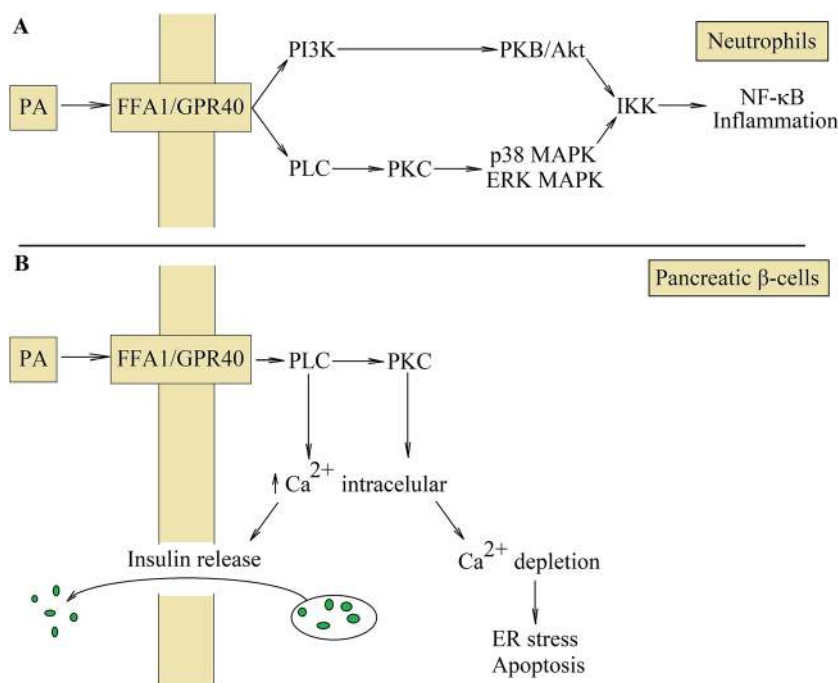 A
Neutrophils
PI3K
PKB/Akt
PA
FFA1/GPR40
IKK
NF-κB
Inflammation
PLC
PKC
p38 MAPK
ERK MAPK
B
Pancreatic β-cells
PA
FFA1/GPR40
PLC
PKC
Ca2+ intracelular
Insulin release
Ca2+ depletion
ER stress
Apoptosis